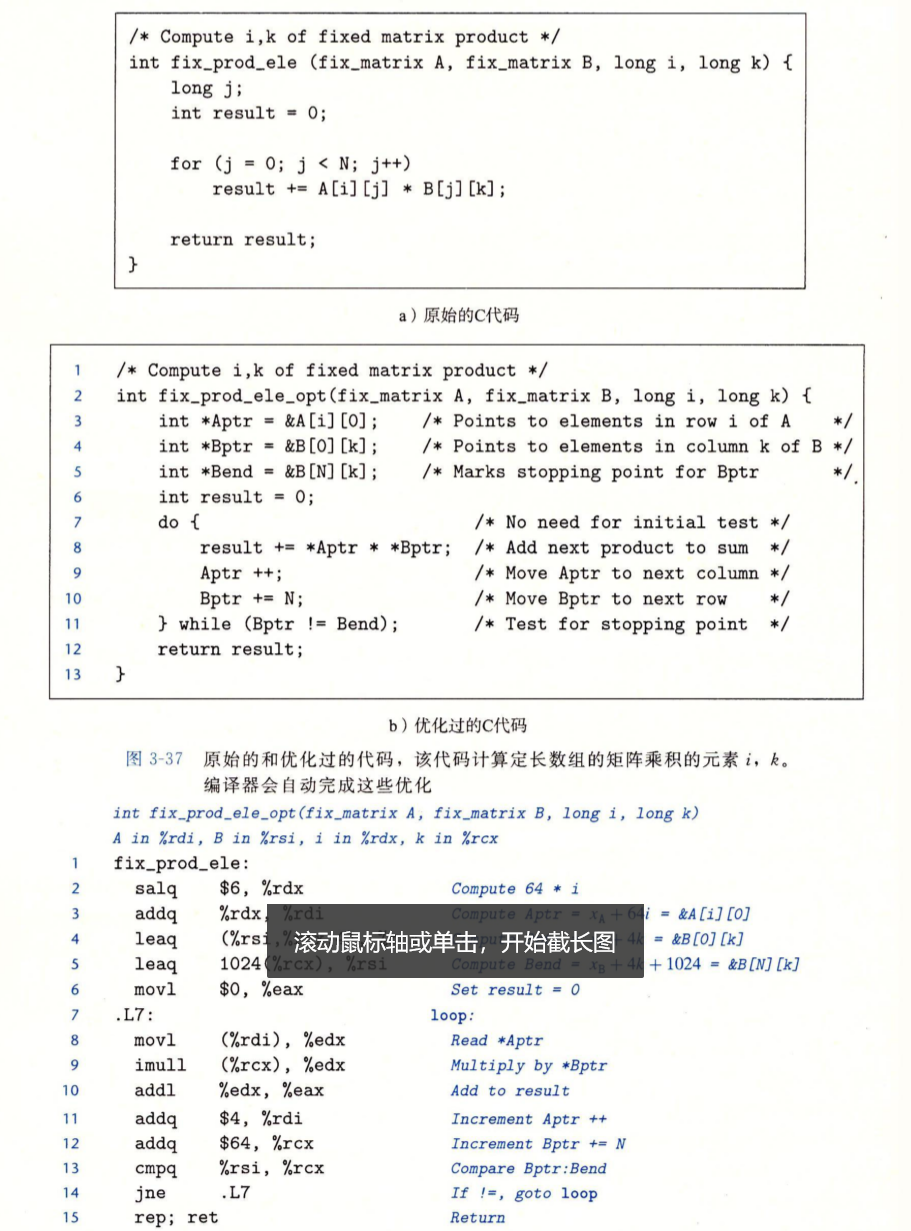 /* Compute i,k of fixed matrix product */
int fix_prod_ele (fix_matrix A, fix_matrix B, long i, long k) {
    long j;
    int result = 0;

    for (j = 0; j < N; j++)
        result += A[i][j] * B[j][k];

    return result;
}
a）原始的C代码
1 /* Compute i,k of fixed matrix product */
2 int fix_prod_ele_opt(fix_matrix A, fix_matrix B, long i, long k) {
3     int *Aptr = &A[i][0];    /* Points to elements in row i of A    */
4     int *Bptr = &B[0][k];    /* Points to elements in column k of B */
5     int *Bend = &B[N][k];    /* Marks stopping point for Bptr       */
6     int result = 0;
7     do {                          /* No need for initial test */
8         result += *Aptr * *Bptr;  /* Add next product to sum  */
9         Aptr ++;                  /* Move Aptr to next column */
10         Bptr += N;                /* Move Bptr to next row    */
11     } while (Bptr != Bend);       /* Test for stopping point  */
12     return result;
13 }
b）优化过的C代码
图 3-37 原始的和优化过的代码，该代码计算定长数组的矩阵乘积的元素 i，k。
编译器会自动完成这些优化
int fix_prod_ele_opt(fix_matrix A, fix_matrix B, long i, long k)
A in %rdi, B in %rsi, i in %rdx, k in %rcx
1 fix_prod_ele:
2 salq $6, %rdx Compute 64 * i
3 addq %rdx, %rdi Compute Aptr = xA + 64i = &A[i][0]
4 leaq (%rsi, 4k = &B[0][k]
滚动鼠标轴或单击，开始截长图
5 leaq 1024(%rcx), %rsi Compute Bend = xB + 4k + 1024 = &B[N][k]
6 movl $0, %eax Set result = 0
7 .L7: loop:
8 movl (%rdi), %edx Read *Aptr
9 imull (%rcx), %edx Multiply by *Bptr
10 addl %edx, %eax Add to result
11 addq $4, %rdi Increment Aptr ++
12 addq $64, %rcx Increment Bptr += N
13 cmpq %rsi, %rcx Compare Bptr:Bend
14 jne .L7 If !=, goto loop
15 rep; ret Return